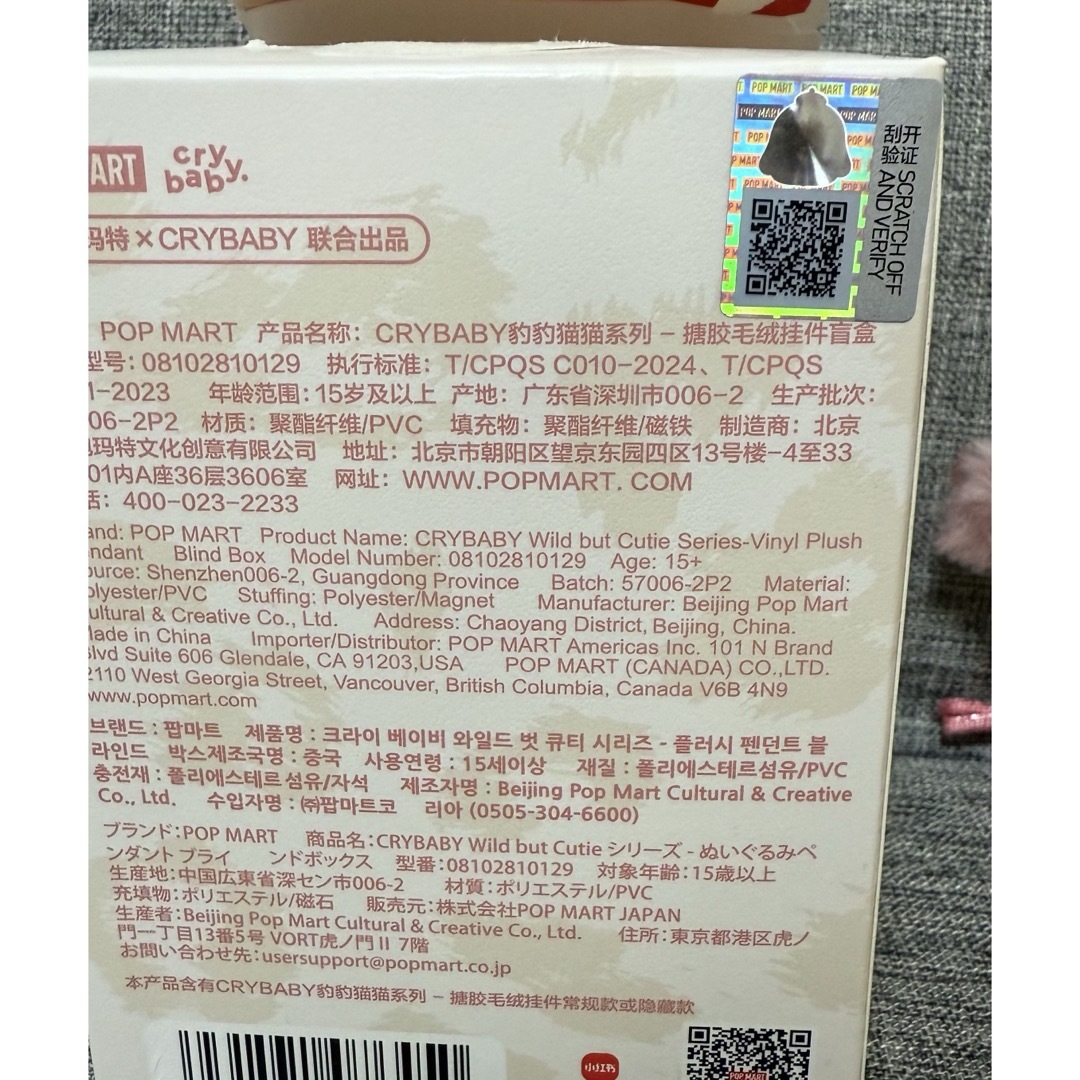 POP MART
MART
POP MART
刮开验证 SCRATCH OFF AND VERIFY
ART
cry baby.
玛特×CRYBABY 联合出品
POP MART 产品名称：CRYBABY豹豹猫猫系列 – 搪胶毛绒挂件盲盒
型号：08102810129 执行标准：T/CPQS C010-2024、T/CPQS
1-2023 年龄范围：15岁及以上 产地：广东省深圳市006-2 生产批次：
006-2P2 材质：聚酯纤维/PVC 填充物：聚酯纤维/磁铁 制造商：北京
玛特文化创意有限公司 地址：北京市朝阳区望京东园四区13号楼-4至33
01内A座36层3606室 网址：WWW.POPMART.COM
话：400-023-2233
and: POP MART Product Name: CRYBABY Wild but Cutie Series-Vinyl Plush
ndant Blind Box Model Number: 08102810129 Age: 15+
ource: Shenzhen006-2, Guangdong Province Batch: 57006-2P2 Material:
olyester/PVC Stuffing: Polyester/Magnet Manufacturer: Beijing Pop Mart
ultural & Creative Co., Ltd. Address: Chaoyang District, Beijing, China.
Made in China Importer/Distributor: POP MART Americas Inc. 101 N Brand
Blvd Suite 606 Glendale, CA 91203,USA POP MART (CANADA) CO.,LTD.
2110 West Georgia Street, Vancouver, British Columbia, Canada V6B 4N9
www.popmart.com
브랜드 : 팝마트 제품명 : 크라이 베이비 와일드 벗 큐티 시리즈 - 플러시 펜던트 블
라인드 박스제조국명 : 중국 사용연령 : 15세이상 재질 : 폴리에스테르섬유/PVC
충전재 : 폴리에스테르섬유/자석 제조자명 : Beijing Pop Mart Cultural & Creative
Co., Ltd. 수입자명 : ㈜팝마트코 리아 (0505-304-6600)
ブランド：POP MART 商品名：CRYBABY Wild but Cutie シリーズ - ぬいぐるみペ
ンダント ブライ ンドボックス 型番：08102810129 対象年齢：15歳以上
生産地：中国広東省深セン市006-2 材質：ポリエステル/PVC
充填物：ポリエステル/磁石 販売元：株式会社POP MART JAPAN
生産者：Beijing Pop Mart Cultural & Creative Co., Ltd. 住所：東京都港区虎ノ
門一丁目13番5号 VORT虎ノ門Ⅱ 7階
お問い合わせ先：usersupport@popmart.co.jp
本产品含有CRYBABY豹豹猫猫系列 – 搪胶毛绒挂件常规款或隐藏款
小红书
POP MART